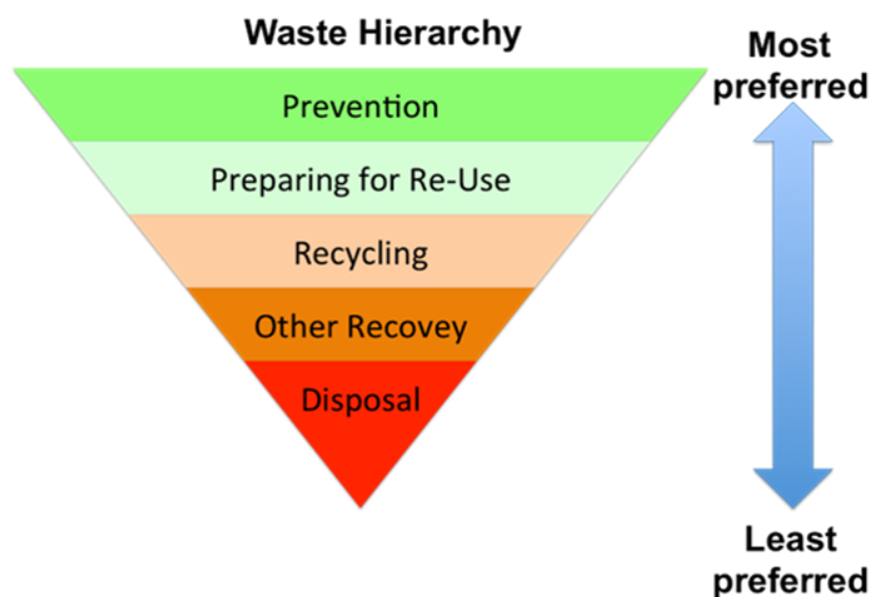 Waste Hierarchy
Most
preferred
Prevention
Preparing for Re-Use
Recycling
Other Recovey
Disposal
Least
preferred